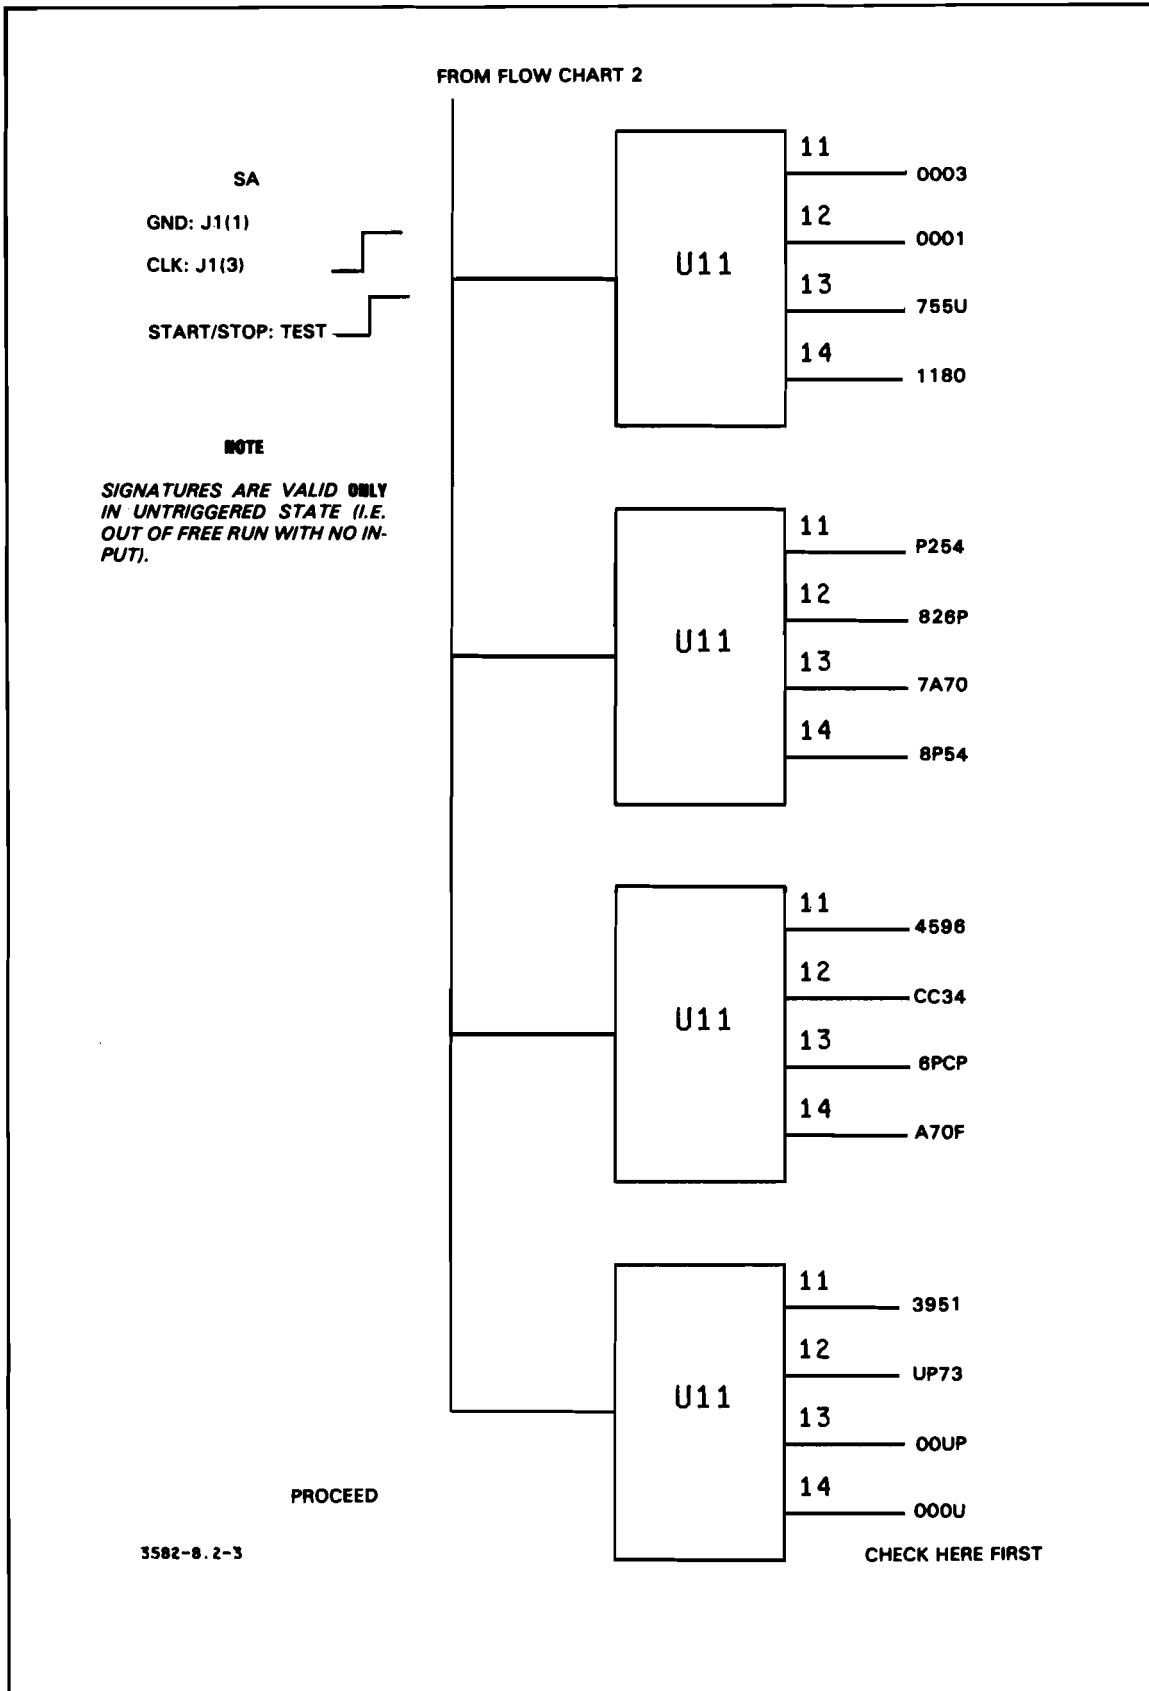 FROM FLOW CHART 2
SA
GND: J1(1)
CLK: J1(3)
START/STOP: TEST
NOTE
SIGNATURES ARE VALID ONLY
IN UNTRIGGERED STATE (I.E.
OUT OF FREE RUN WITH NO IN-
PUT).
U11
11
0003
12
0001
13
755U
14
1180
U11
11
P254
12
826P
13
7A70
14
8P54
U11
11
4596
12
CC34
13
6PCP
14
A70F
U11
11
3951
12
UP73
13
00UP
14
000U
PROCEED
3582-8.2-3
CHECK HERE FIRST